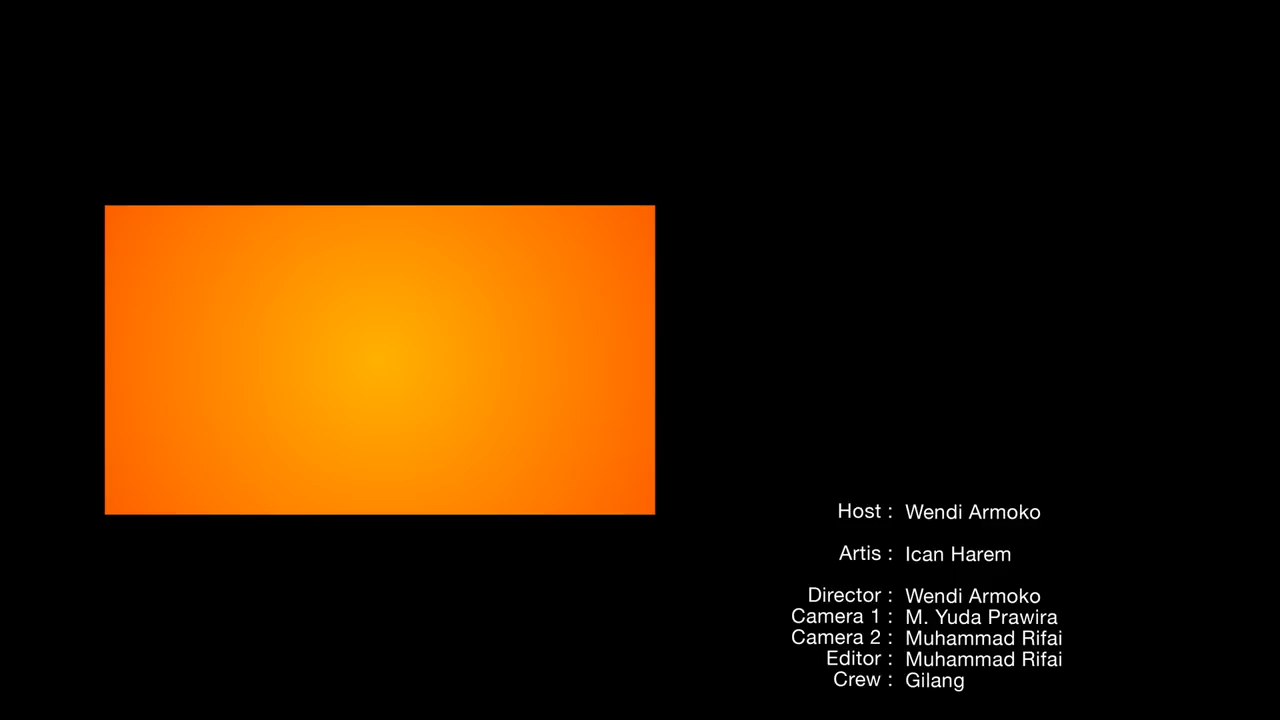 Host : Wendi Armoko
Artis : Ican Harem
Director : Wendi Armoko
Camera 1 : M. Yuda Prawira
Camera 2 : Muhammad Rifai
Editor : Muhammad Rifai
Crew : Gilang